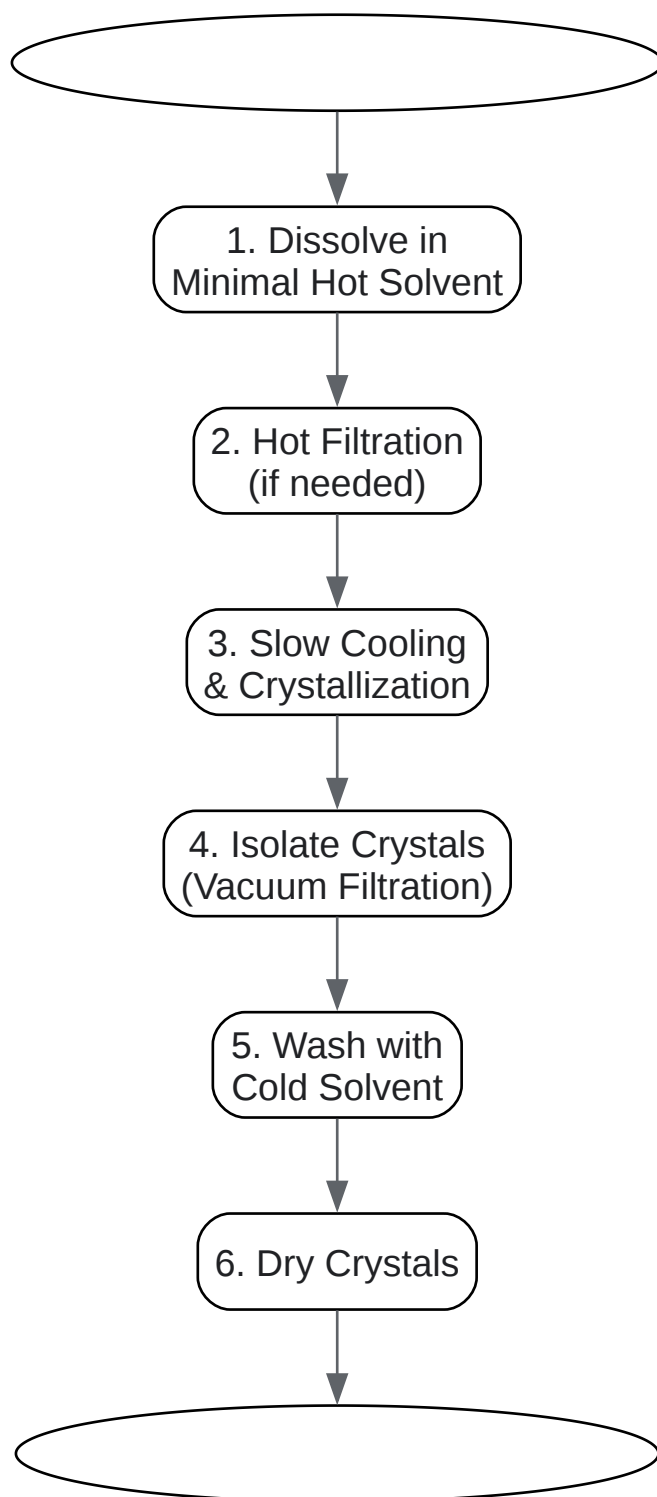 1. Dissolve in
Minimal Hot Solvent
2. Hot Filtration
(if needed)
3. Slow Cooling
& Crystallization
4. Isolate Crystals
(Vacuum Filtration)
5. Wash with
Cold Solvent
6. Dry Crystals